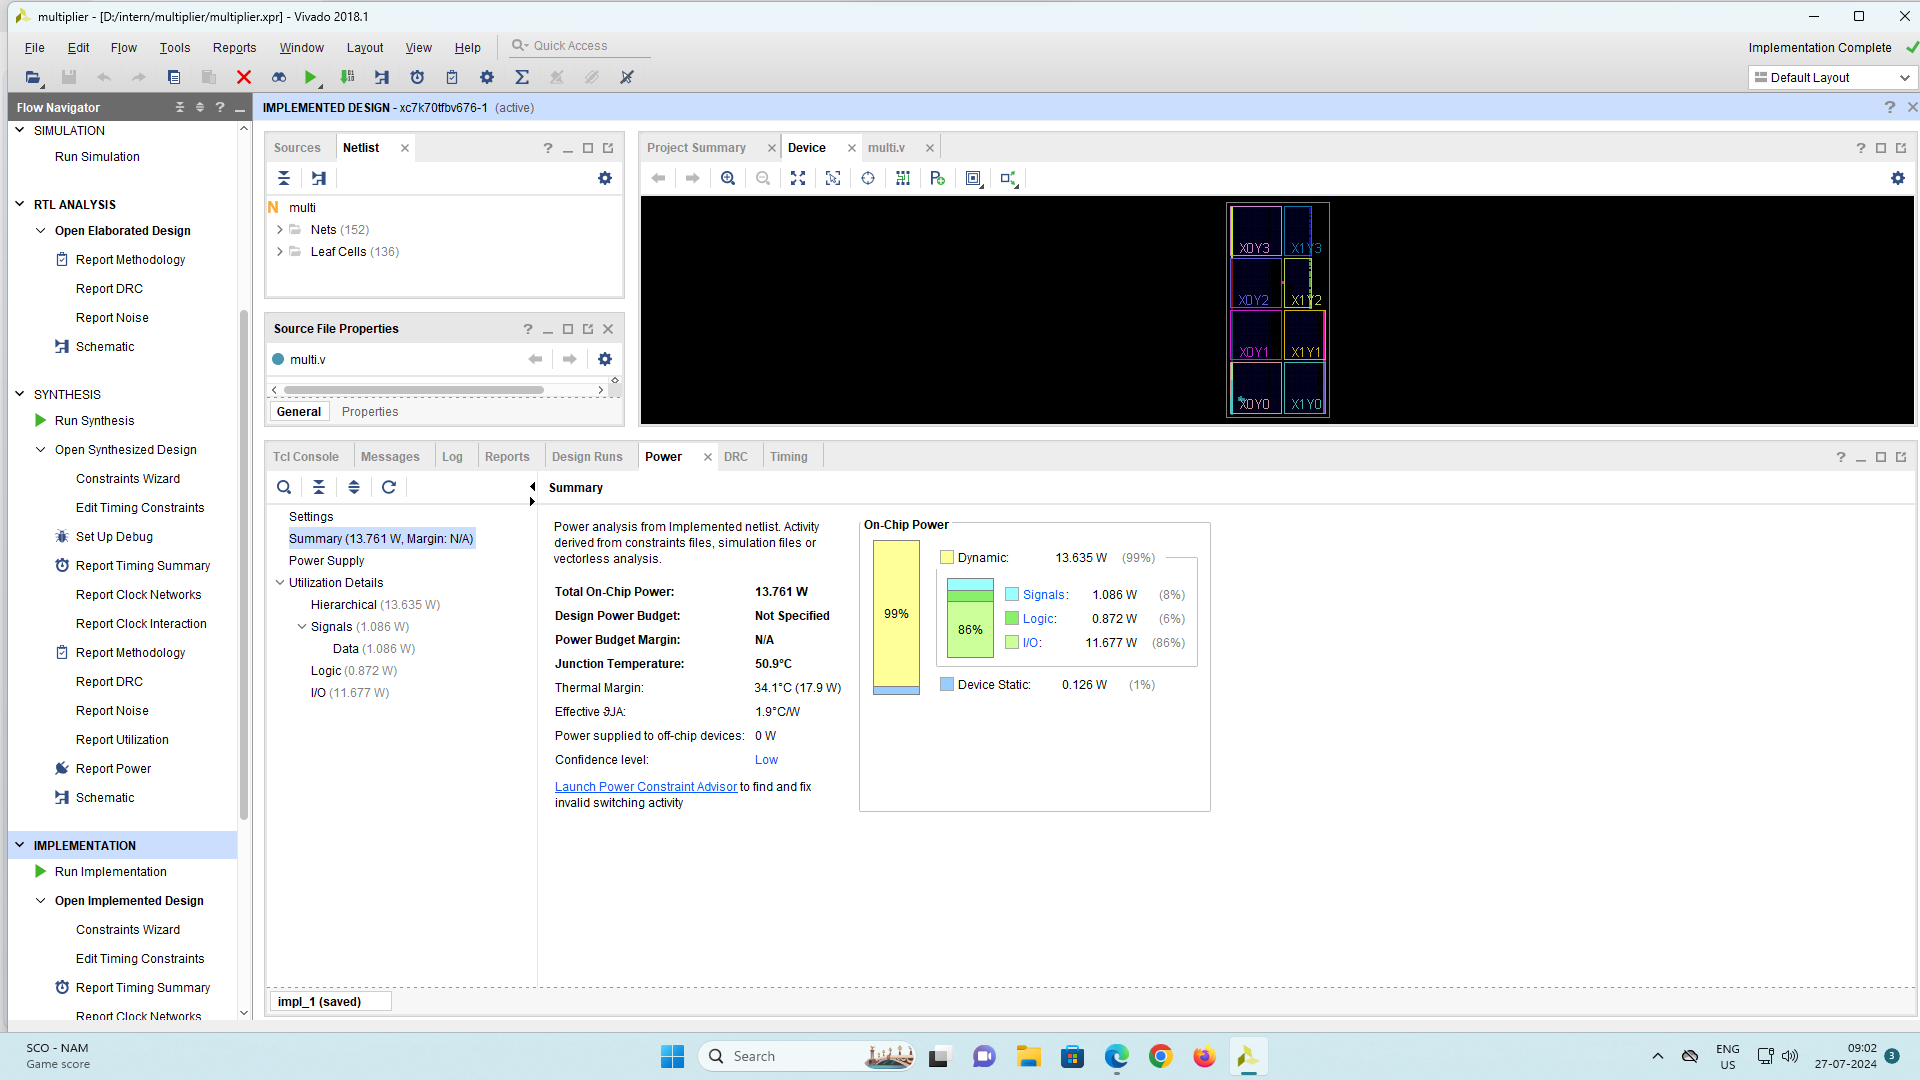 multiplier - [D:/intern/multiplier/multiplier.xpr] - Vivado 2018.1
File Edit Flow Tools Reports Window Layout View Help Quick Access
Implementation Complete
Default Layout
Flow Navigator
SIMULATION
Run Simulation
RTL ANALYSIS
Open Elaborated Design
Report Methodology
Report DRC
Report Noise
Schematic
SYNTHESIS
Run Synthesis
Open Synthesized Design
Constraints Wizard
Edit Timing Constraints
Set Up Debug
Report Timing Summary
Report Clock Networks
Report Clock Interaction
Report Methodology
Report DRC
Report Noise
Report Utilization
Report Power
Schematic
IMPLEMENTATION
Run Implementation
Open Implemented Design
Constraints Wizard
Edit Timing Constraints
Report Timing Summary
Report Clock Networks
IMPLEMENTED DESIGN - xc7k70tfbv676-1 (active)
Sources Netlist
N multi
Nets (152)
Leaf Cells (136)
Source File Properties
multi.v
General Properties
Project Summary Device multi.v
X0Y3 X1Y3
X0Y2 X1Y2
X0Y1 X1Y1
X0Y0 X1Y0
Tcl Console Messages Log Reports Design Runs Power DRC Timing
Settings
Summary (13.761 W, Margin: N/A)
Power Supply
Utilization Details
Hierarchical (13.635 W)
Signals (1.086 W)
Data (1.086 W)
Logic (0.872 W)
I/O (11.677 W)
Summary
Power analysis from Implemented netlist. Activity
derived from constraints files, simulation files or
vectorless analysis.
Total On-Chip Power: 13.761 W
Design Power Budget: Not Specified
Power Budget Margin: N/A
Junction Temperature: 50.9°C
Thermal Margin: 34.1°C (17.9 W)
Effective ϑJA: 1.9°C/W
Power supplied to off-chip devices: 0 W
Confidence level: Low
Launch Power Constraint Advisor to find and fix
invalid switching activity
On-Chip Power
99%
Dynamic: 13.635 W (99%)
86%
Signals: 1.086 W (8%)
Logic: 0.872 W (6%)
I/O: 11.677 W (86%)
Device Static: 0.126 W (1%)
impl_1 (saved)
SCO - NAM
Game score
Search
ENG
US
09:02
27-07-2024
3